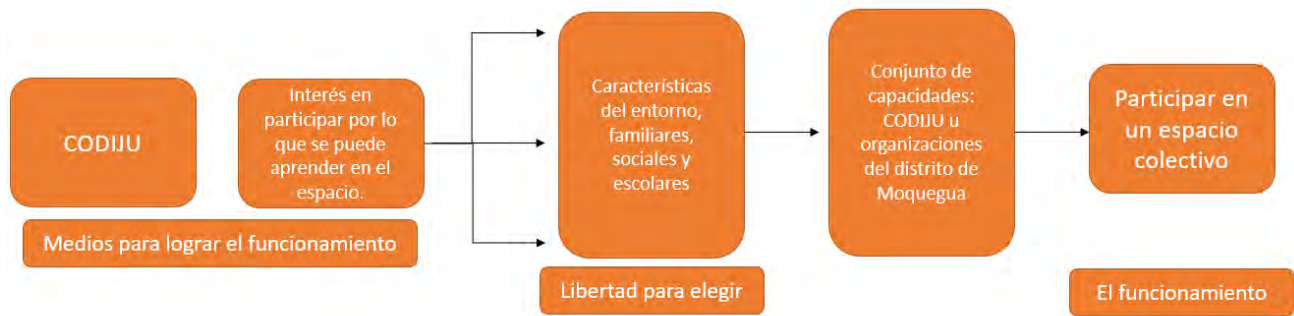 CODIJU
Interés en
participar por lo
que se puede
aprender en el
espacio.
Medios para lograr el funcionamiento
Características
del entorno,
familiares,
sociales y
escolares
Libertad para elegir
Conjunto de
capacidades:
CODIJU u
organizaciones
del distrito de
Moquegua
Participar en
un espacio
colectivo
El funcionamiento